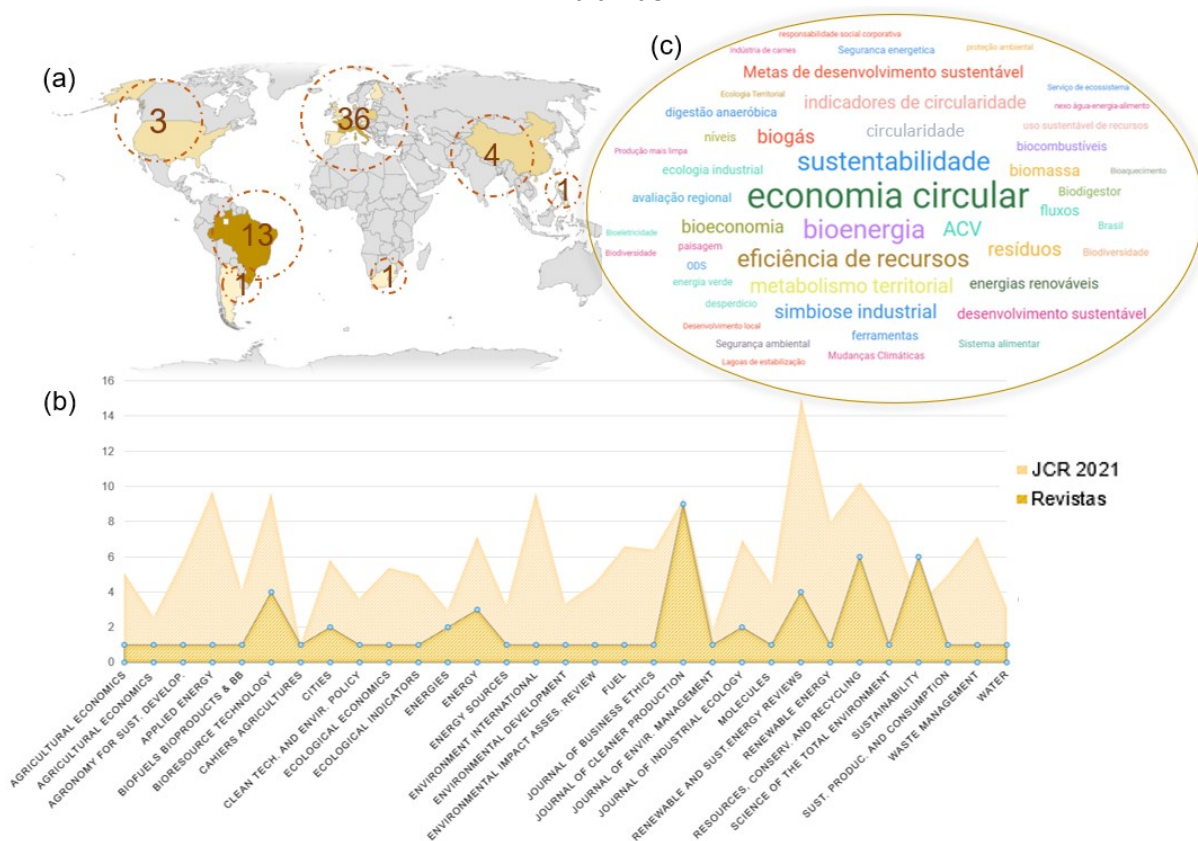 (a)
3
36
4
1
13
1
1
(c)
responsabilidade social corporativa
indústria de carnes
Seguranca energetica
proteção ambiental
Metas de desenvolvimento sustentável
Ecologia Territorial
Serviço de ecossistema
digestão anaeróbica
indicadores de circularidade
nexo água-energia-alimento
níveis
biogás
circularidade
uso sustentável de recursos
Produção mais limpa
biocombustíveis
ecologia industrial
sustentabilidade
biomassa
Bioaquecimento
avaliação regional
economia circular
Biodigestor
fluxos
bioeconomia
bioenergia
ACV
Brasil
Bioeletricidade
Biodiversidade
paisagem
eficiência de recursos
resíduos
Biodiversidade
ODS
energia verde
metabolismo territorial
energias renováveis
desperdício
simbiose industrial
desenvolvimento sustentável
Desenvolvimento local
ferramentas
Segurança ambiental
Sistema alimentar
Mudanças Climáticas
Lagoas de estabilização
(b)
16
14
12
10
8
6
4
2
0
JCR 2021
Revistas
AGRICULTURAL ECONOMICS
AGRICULTURAL ECONOMICS
AGRONOMY FOR SUST. DEVELOP.
APPLIED ENERGY
BIOFUELS BIOPRODUCTS & BB
BIORESOURCE TECHNOLOGY
CAHIERS AGRICULTURES
CITIES
CLEAN TECH. AND ENVIR. POLICY
ECOLOGICAL ECONOMICS
ECOLOGICAL INDICATORS
ENERGIES
ENERGY
ENERGY SOURCES
ENVIRONMENT INTERNATIONAL
ENVIRONMENTAL DEVELOPMENT
ENVIRONMENTAL IMPACT ASSES. REVIEW
FUEL
JOURNAL OF BUSINESS ETHICS
JOURNAL OF CLEANER PRODUCTION
JOURNAL OF ENVIR. MANAGEMENT
JOURNAL OF INDUSTRIAL ECOLOGY
MOLECULES
RENEWABLE AND SUST.ENERGY REVIEWS
RENEWABLE ENERGY
RESOURCES. CONSERV. AND RECYCLING
SCIENCE OF THE TOTAL ENVIRONMENT
SUSTAINABILITY
SUST. PRODUC. AND CONSUMPTION
WASTE MANAGEMENT
WATER